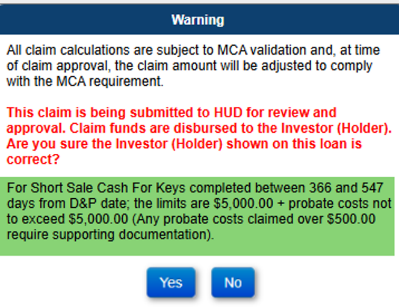 Warning
All claim calculations are subject to MCA validation and, at time
of claim approval, the claim amount will be adjusted to comply
with the MCA requirement.
This claim is being submitted to HUD for review and
approval. Claim funds are disbursed to the Investor (Holder).
Are you sure the Investor (Holder) shown on this loan is
correct?
For Short Sale Cash For Keys completed between 366 and 547
days from D&P date; the limits are $5,000.00 + probate costs not
to exceed $5,000.00 (Any probate costs claimed over $500.00
require supporting documentation).
Yes No